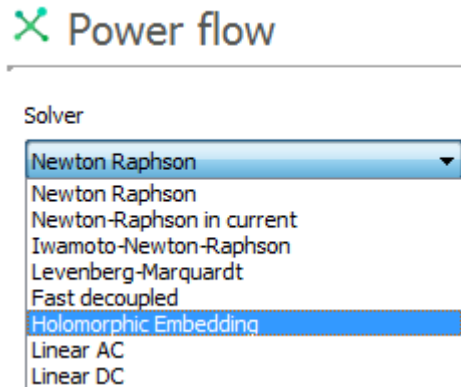 Power flow
Solver
Newton Raphson
Newton Raphson
Newton-Raphson in current
Iwamoto-Newton-Raphson
Levenberg-Marquardt
Fast decoupled
Holomorphic Embedding
Linear AC
Linear DC